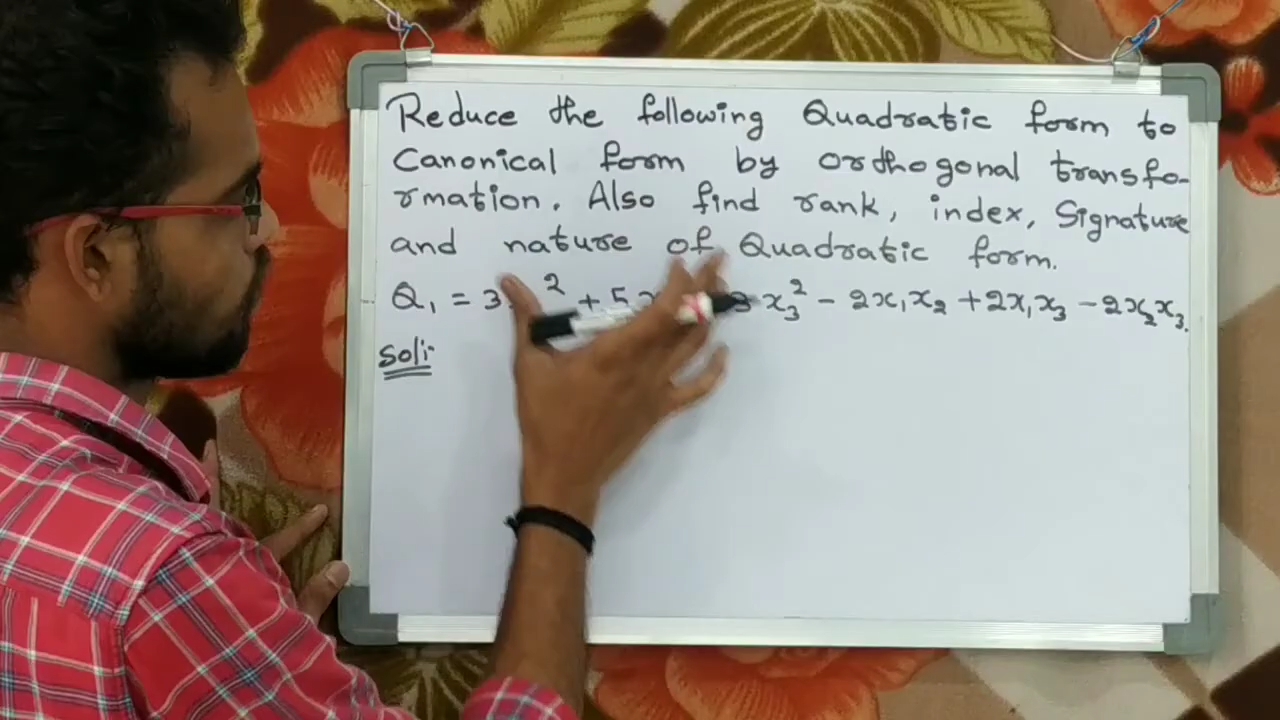 Reduce the following Quadratic form to
Canonical form by orthogonal transfo-
rmation. Also find rank, index, Signature
and nature of Quadratic form.
Q₁ = 3 ² + 5 x₃² - 2x₁x₂ + 2x₁x₃ - 2x₂x₃.
Sol:-